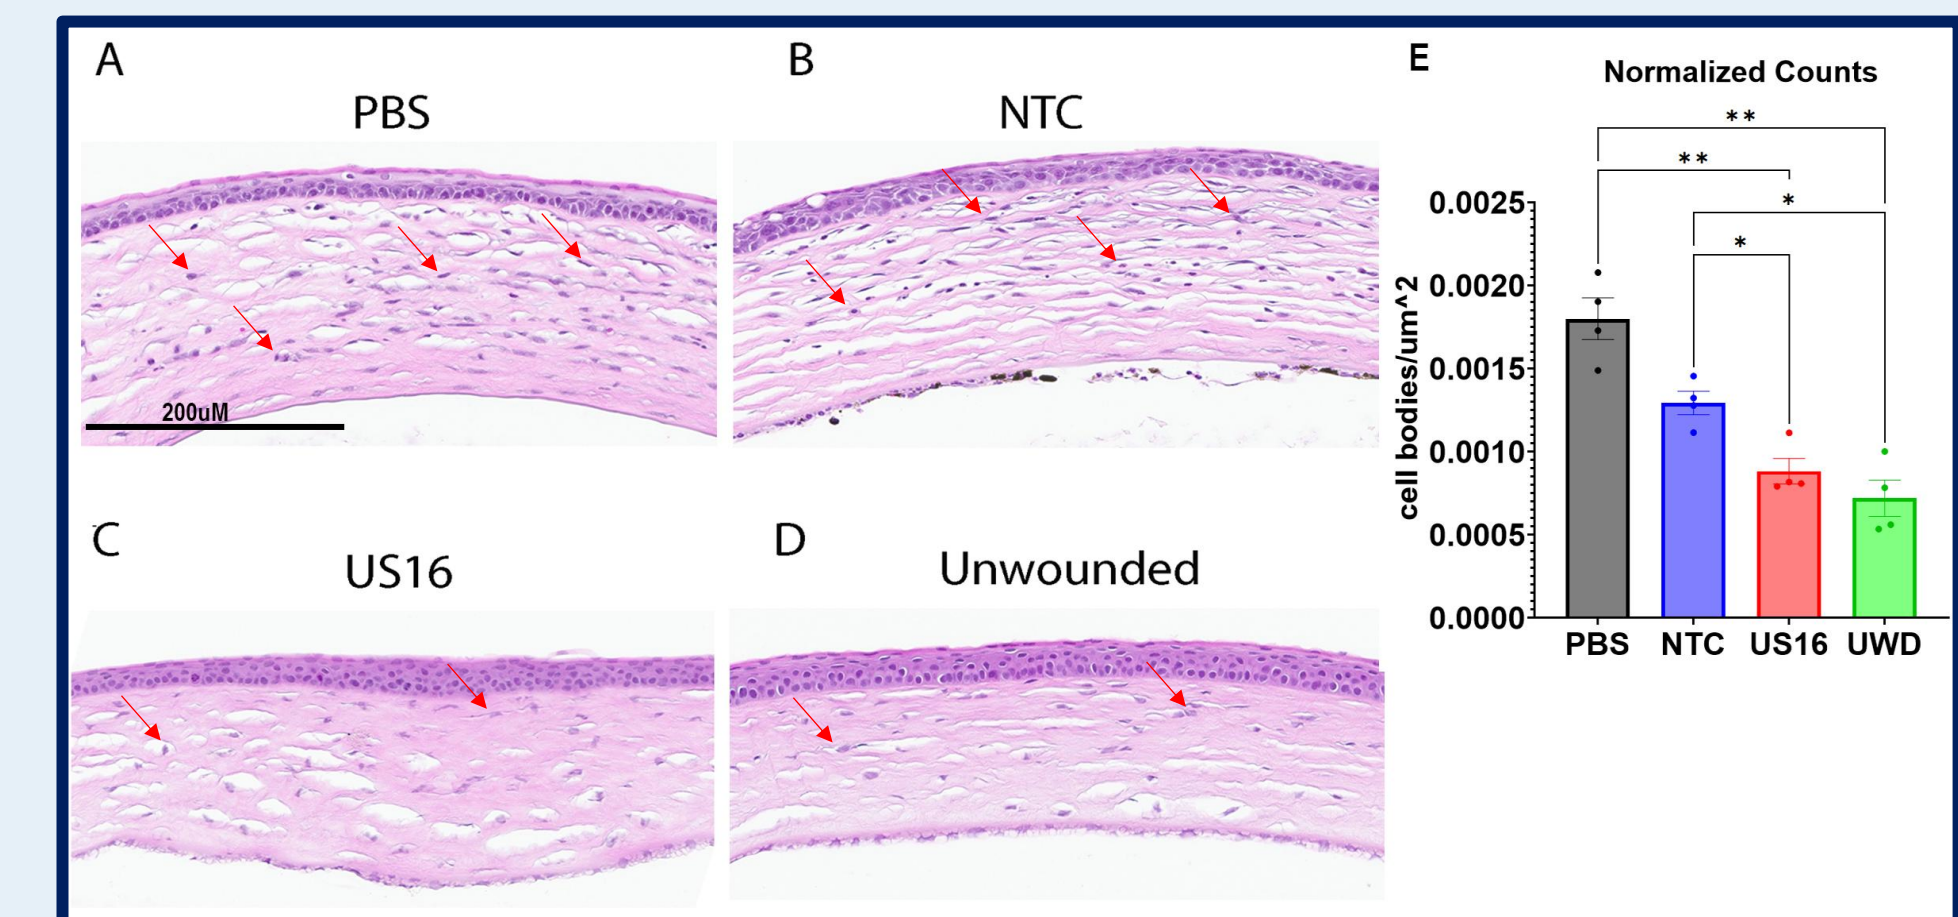 A
PBS
200uM
B
NTC
C
US16
D
Unwounded
E
Normalized Counts
**
**
*
*
cell bodies/um^2
0.0025
0.0020
0.0015
0.0010
0.0005
0.0000
PBS NTC US16 UWD